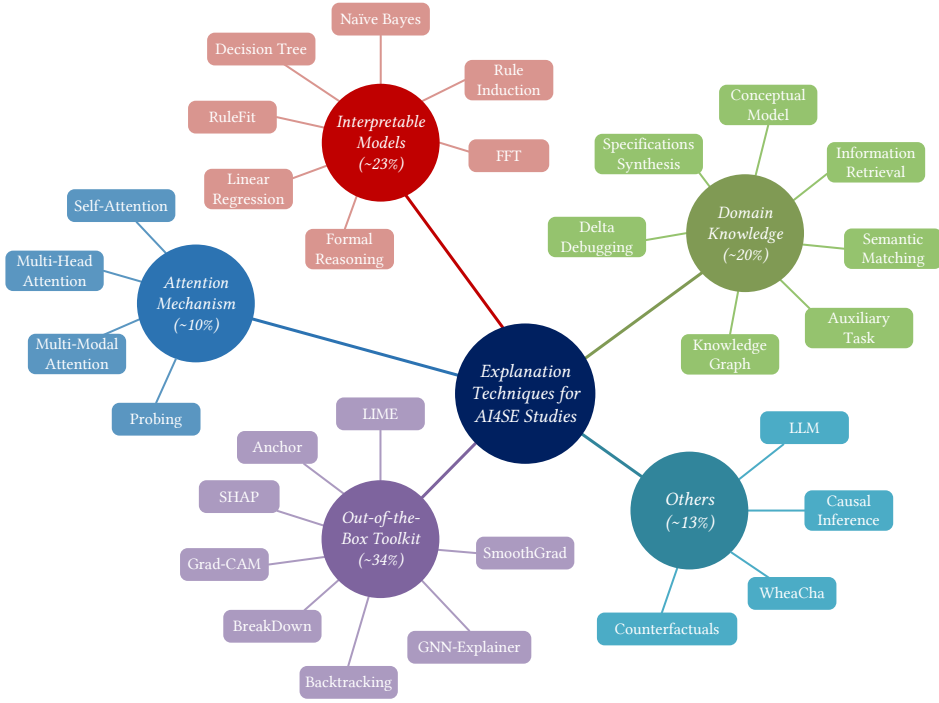 Naïve Bayes
Decision Tree
Rule
Induction
RuleFit
Interpretable
Models
(~23%)
FFT
Linear
Regression
Formal
Reasoning
Conceptual
Model
Specifications
Synthesis
Information
Retrieval
Domain
Knowledge
(~20%)
Delta
Debugging
Semantic
Matching
Knowledge
Graph
Auxiliary
Task
Self-Attention
Multi-Head
Attention
Attention
Mechanism
(~10%)
Multi-Modal
Attention
Probing
Explanation
Techniques for
AI4SE Studies
LIME
Anchor
SHAP
Out-of-the-
Box Toolkit
(~34%)
SmoothGrad
Grad-CAM
BreakDown
GNN-Explainer
Backtracking
LLM
Others
(~13%)
Causal
Inference
WheaCha
Counterfactuals